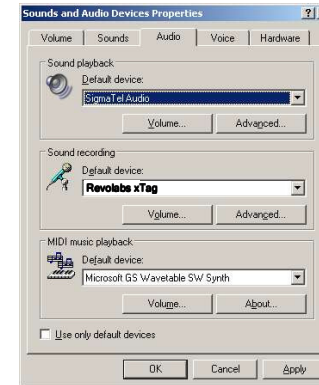 Sounds and Audio Devices Properties
Volume Sounds Audio Voice Hardware
Sound playback
Default device:
SigmaTel Audio
Volume... Advanced...
Sound recording
Default device:
Revolabs xTag
Volume... Advanced...
MIDI music playback
Default device:
Microsoft GS Wavetable SW Synth
Volume... About...
Use only default devices
OK Cancel Apply